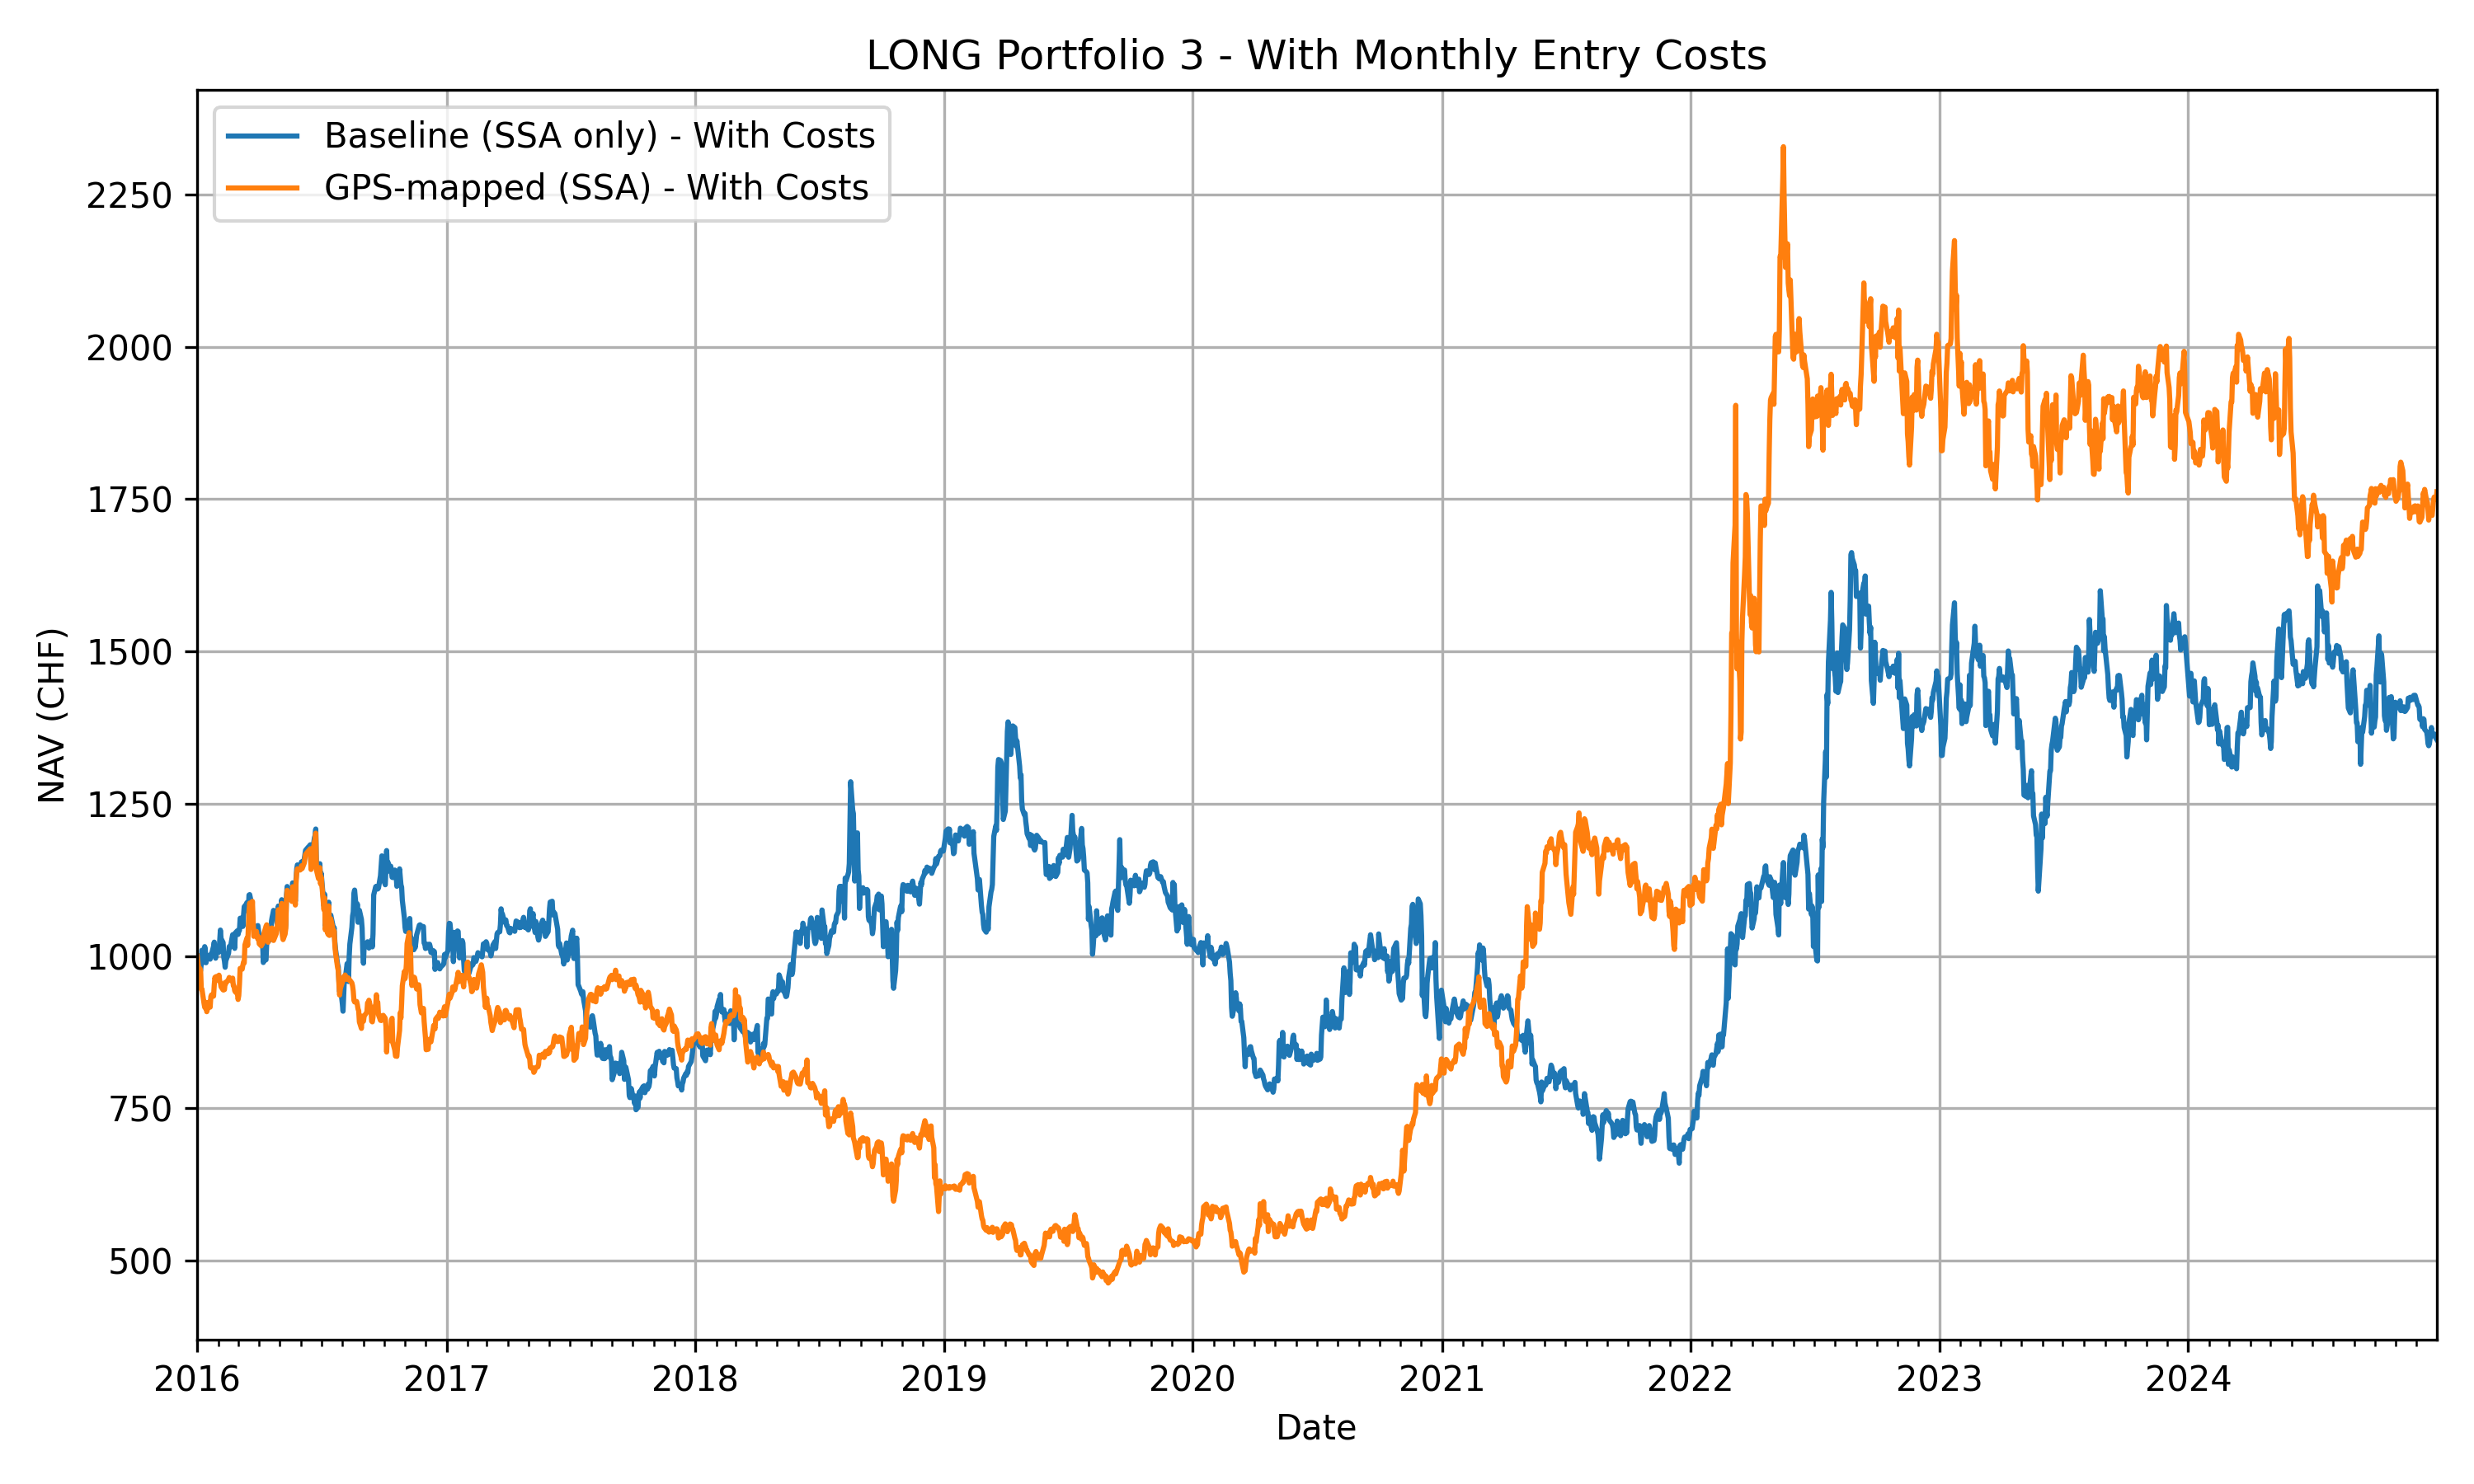 LONG Portfolio 3 - With Monthly Entry Costs
Baseline (SSA only) - With Costs
GPS-mapped (SSA) - With Costs
NAV (CHF)
2250
2000
1750
1500
1250
1000
750
500
2016 2017 2018 2019 2020 2021 2022 2023 2024
Date